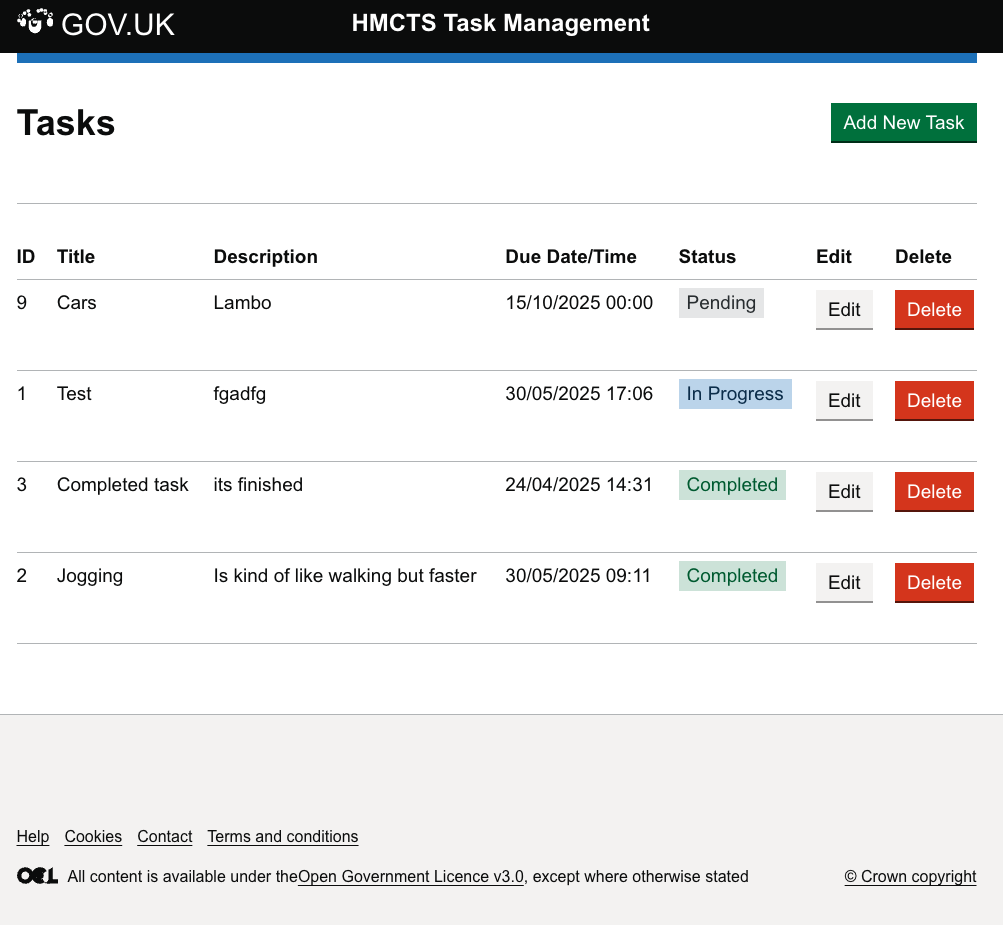 GOV.UK HMCTS Task Management
Tasks Add New Task
ID Title Description Due Date/Time Status Edit Delete
9 Cars Lambo 15/10/2025 00:00 Pending Edit Delete
1 Test fgadfg 30/05/2025 17:06 In Progress Edit Delete
3 Completed task its finished 24/04/2025 14:31 Completed Edit Delete
2 Jogging Is kind of like walking but faster 30/05/2025 09:11 Completed Edit Delete
Help Cookies Contact Terms and conditions
OGL All content is available under theOpen Government Licence v3.0, except where otherwise stated © Crown copyright